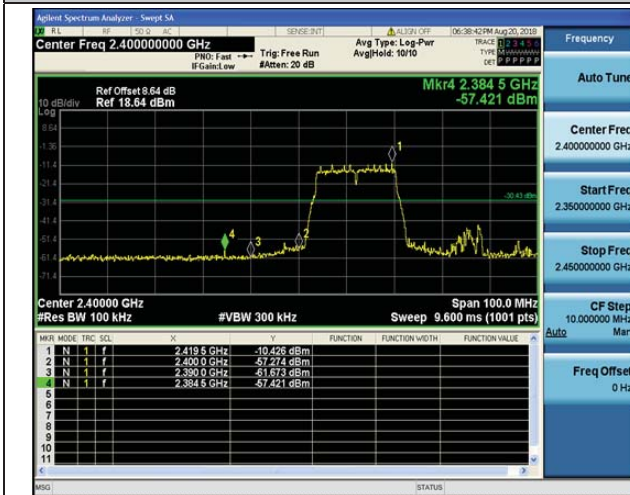 Agilent Spectrum Analyzer - Swept SA
RL RF 50 Ω AC SENSE:INT ALIGN OFF 06:38:42 PM Aug 20, 2018
Center Freq 2.400000000 GHz
PNO: Fast
IFGain:Low
Trig: Free Run
#Atten: 20 dB
Avg Type: Log-Pwr
Avg|Hold: 10/10
TRACE 1 2 3 4 5 6
TYPE
DET P P P P P P
Frequency
Mkr4 2.384 5 GHz
-57.421 dBm
Ref Offset 8.64 dB
Ref 18.64 dBm
10 dB/div
Log
8.64
-1.36
-11.4
-21.4
-31.4
-41.4
-51.4
-61.4
-71.4
1
2
3
4
-30.43 dBm
Center 2.40000 GHz
#Res BW 100 kHz
#VBW 300 kHz
Span 100.0 MHz
Sweep 9.600 ms (1001 pts)
MKR MODE TRC SCL X Y FUNCTION FUNCTION WIDTH FUNCTION VALUE
1 N 1 f 2.419 5 GHz -10.426 dBm
2 N 1 f 2.400 0 GHz -57.274 dBm
3 N 1 f 2.390 0 GHz -61.673 dBm
4 N 1 f 2.384 5 GHz -57.421 dBm
5
6
7
8
9
10
11
MSG STATUS
Auto Tune
Center Freq
2.400000000 GHz
Start Freq
2.350000000 GHz
Stop Freq
2.450000000 GHz
CF Step
10.000000 MHz
Auto Man
Freq Offset
0 Hz